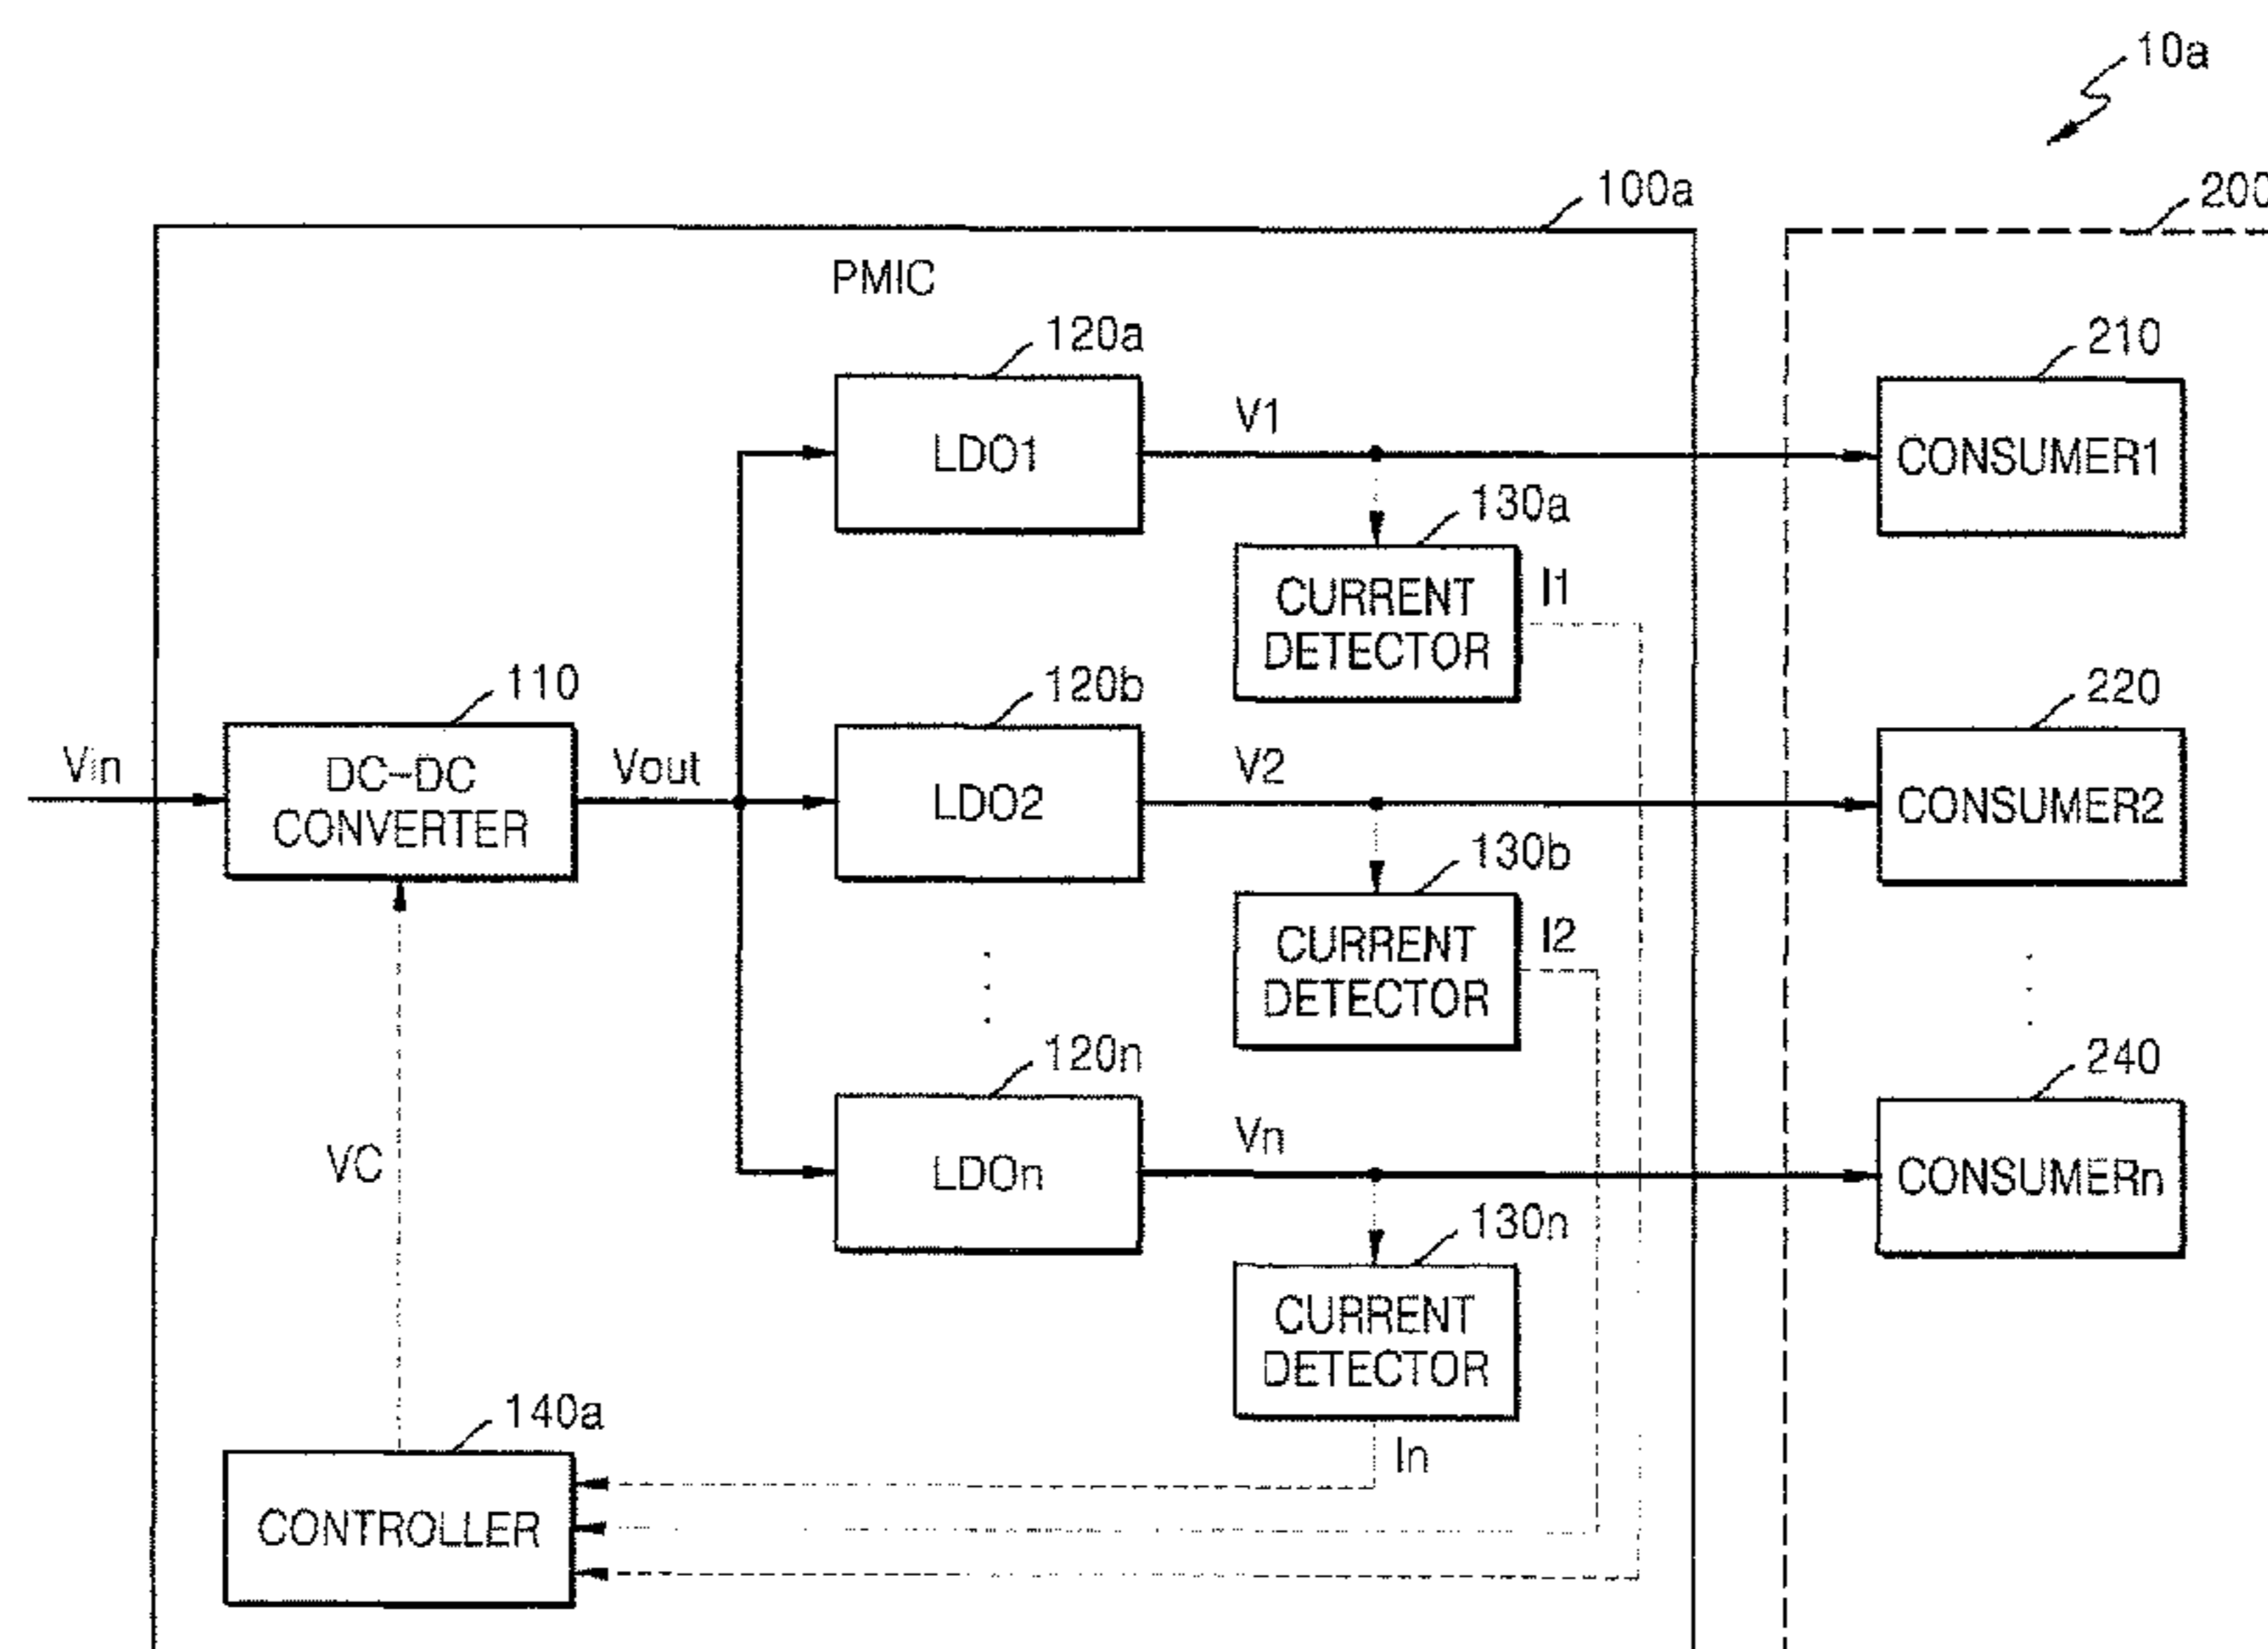 10a
100a
200
PMIC
120a
210
LDO1
V1
CONSUMER1
130a
CURRENT
DETECTOR
I1
110
120b
220
Vin
DC-DC
CONVERTER
Vout
LDO2
V2
CONSUMER2
130b
CURRENT
DETECTOR
I2
120n
240
VC
LDOn
Vn
CONSUMERn
130n
CURRENT
DETECTOR
140a
In
CONTROLLER